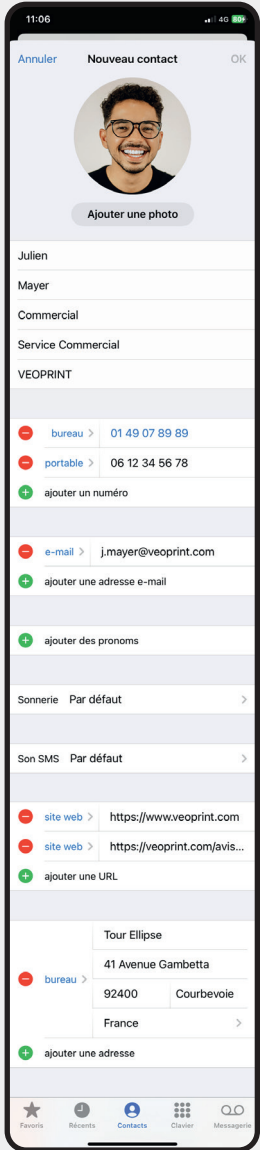 11:06 4G 80+
Annuler Nouveau contact OK
Ajouter une photo
Julien
Mayer
Commercial
Service Commercial
VEOPRINT
bureau 01 49 07 89 89
portable 06 12 34 56 78
ajouter un numéro
e-mail j.mayer@veoprint.com
ajouter une adresse e-mail
ajouter des pronoms
Sonnerie Par défaut
Son SMS Par défaut
site web https://www.veoprint.com
site web https://veoprint.com/avis...
ajouter une URL
Tour Ellipse
41 Avenue Gambetta
bureau
92400 Courbevoie
France
ajouter une adresse
Favoris Récents Contacts Clavier Messagerie